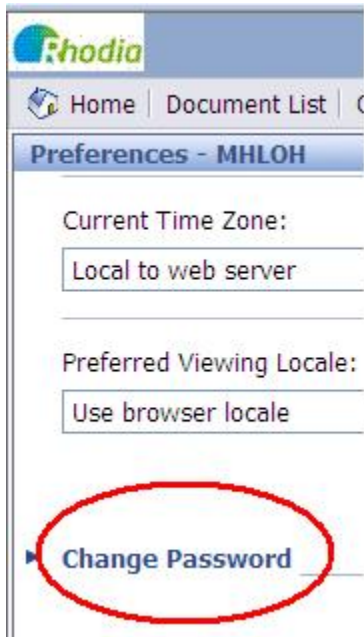 Rhodia
Home | Document List |
Preferences - MHLOH
Current Time Zone:
Local to web server
Preferred Viewing Locale:
Use browser locale
Change Password